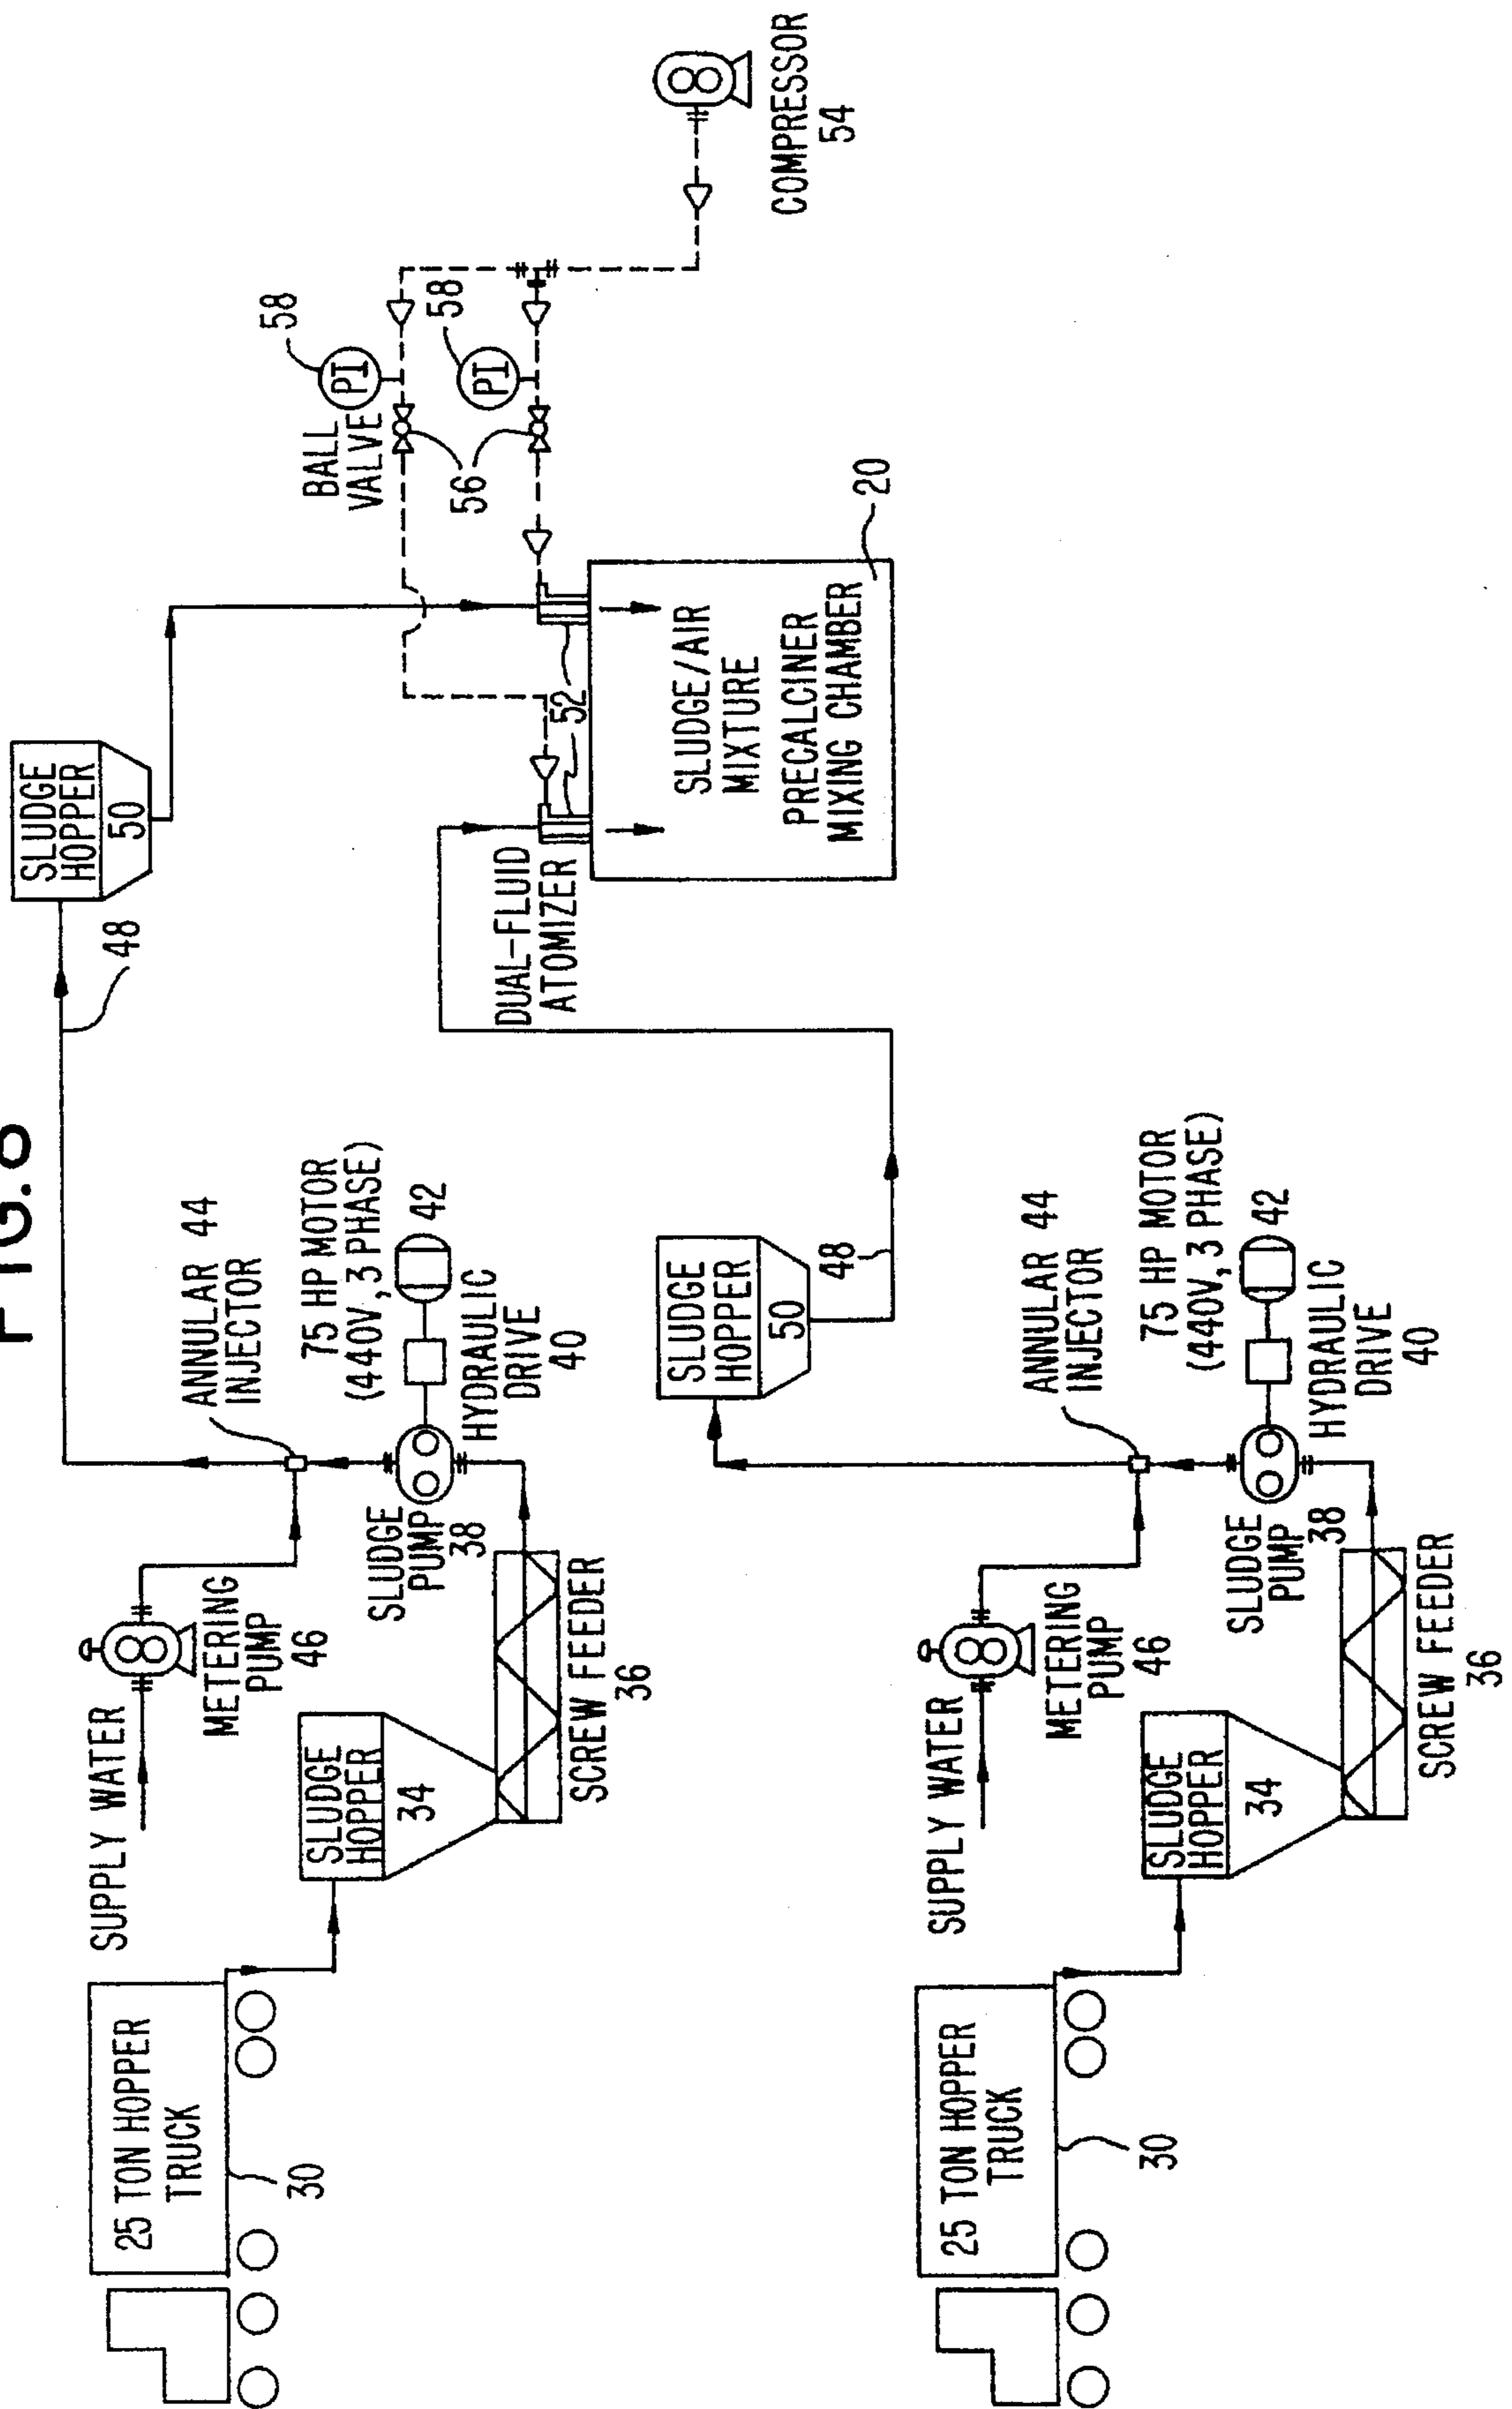 FIG. 8
25 TON HOPPER
TRUCK
30
SUPPLY WATER
METERING
PUMP
46
SLUDGE
HOPPER
34
SCREW FEEDER
36
SLUDGE
PUMP
38
ANNULAR
INJECTOR
44
75 HP MOTOR
(440V, 3 PHASE)
42
HYDRAULIC
DRIVE
40
48
SLUDGE
HOPPER
50
BALL
VALVE
PI
58
PI
58
56
COMPRESSOR
54
DUAL-FLUID
ATOMIZER
52
SLUDGE/AIR
MIXTURE
PRECALCINER
MIXING CHAMBER
20
25 TON HOPPER
TRUCK
30
SUPPLY WATER
METERING
PUMP
46
SLUDGE
HOPPER
34
SCREW FEEDER
36
SLUDGE
PUMP
38
ANNULAR
INJECTOR
44
75 HP MOTOR
(440V, 3 PHASE)
42
HYDRAULIC
DRIVE
40
SLUDGE
HOPPER
50
48